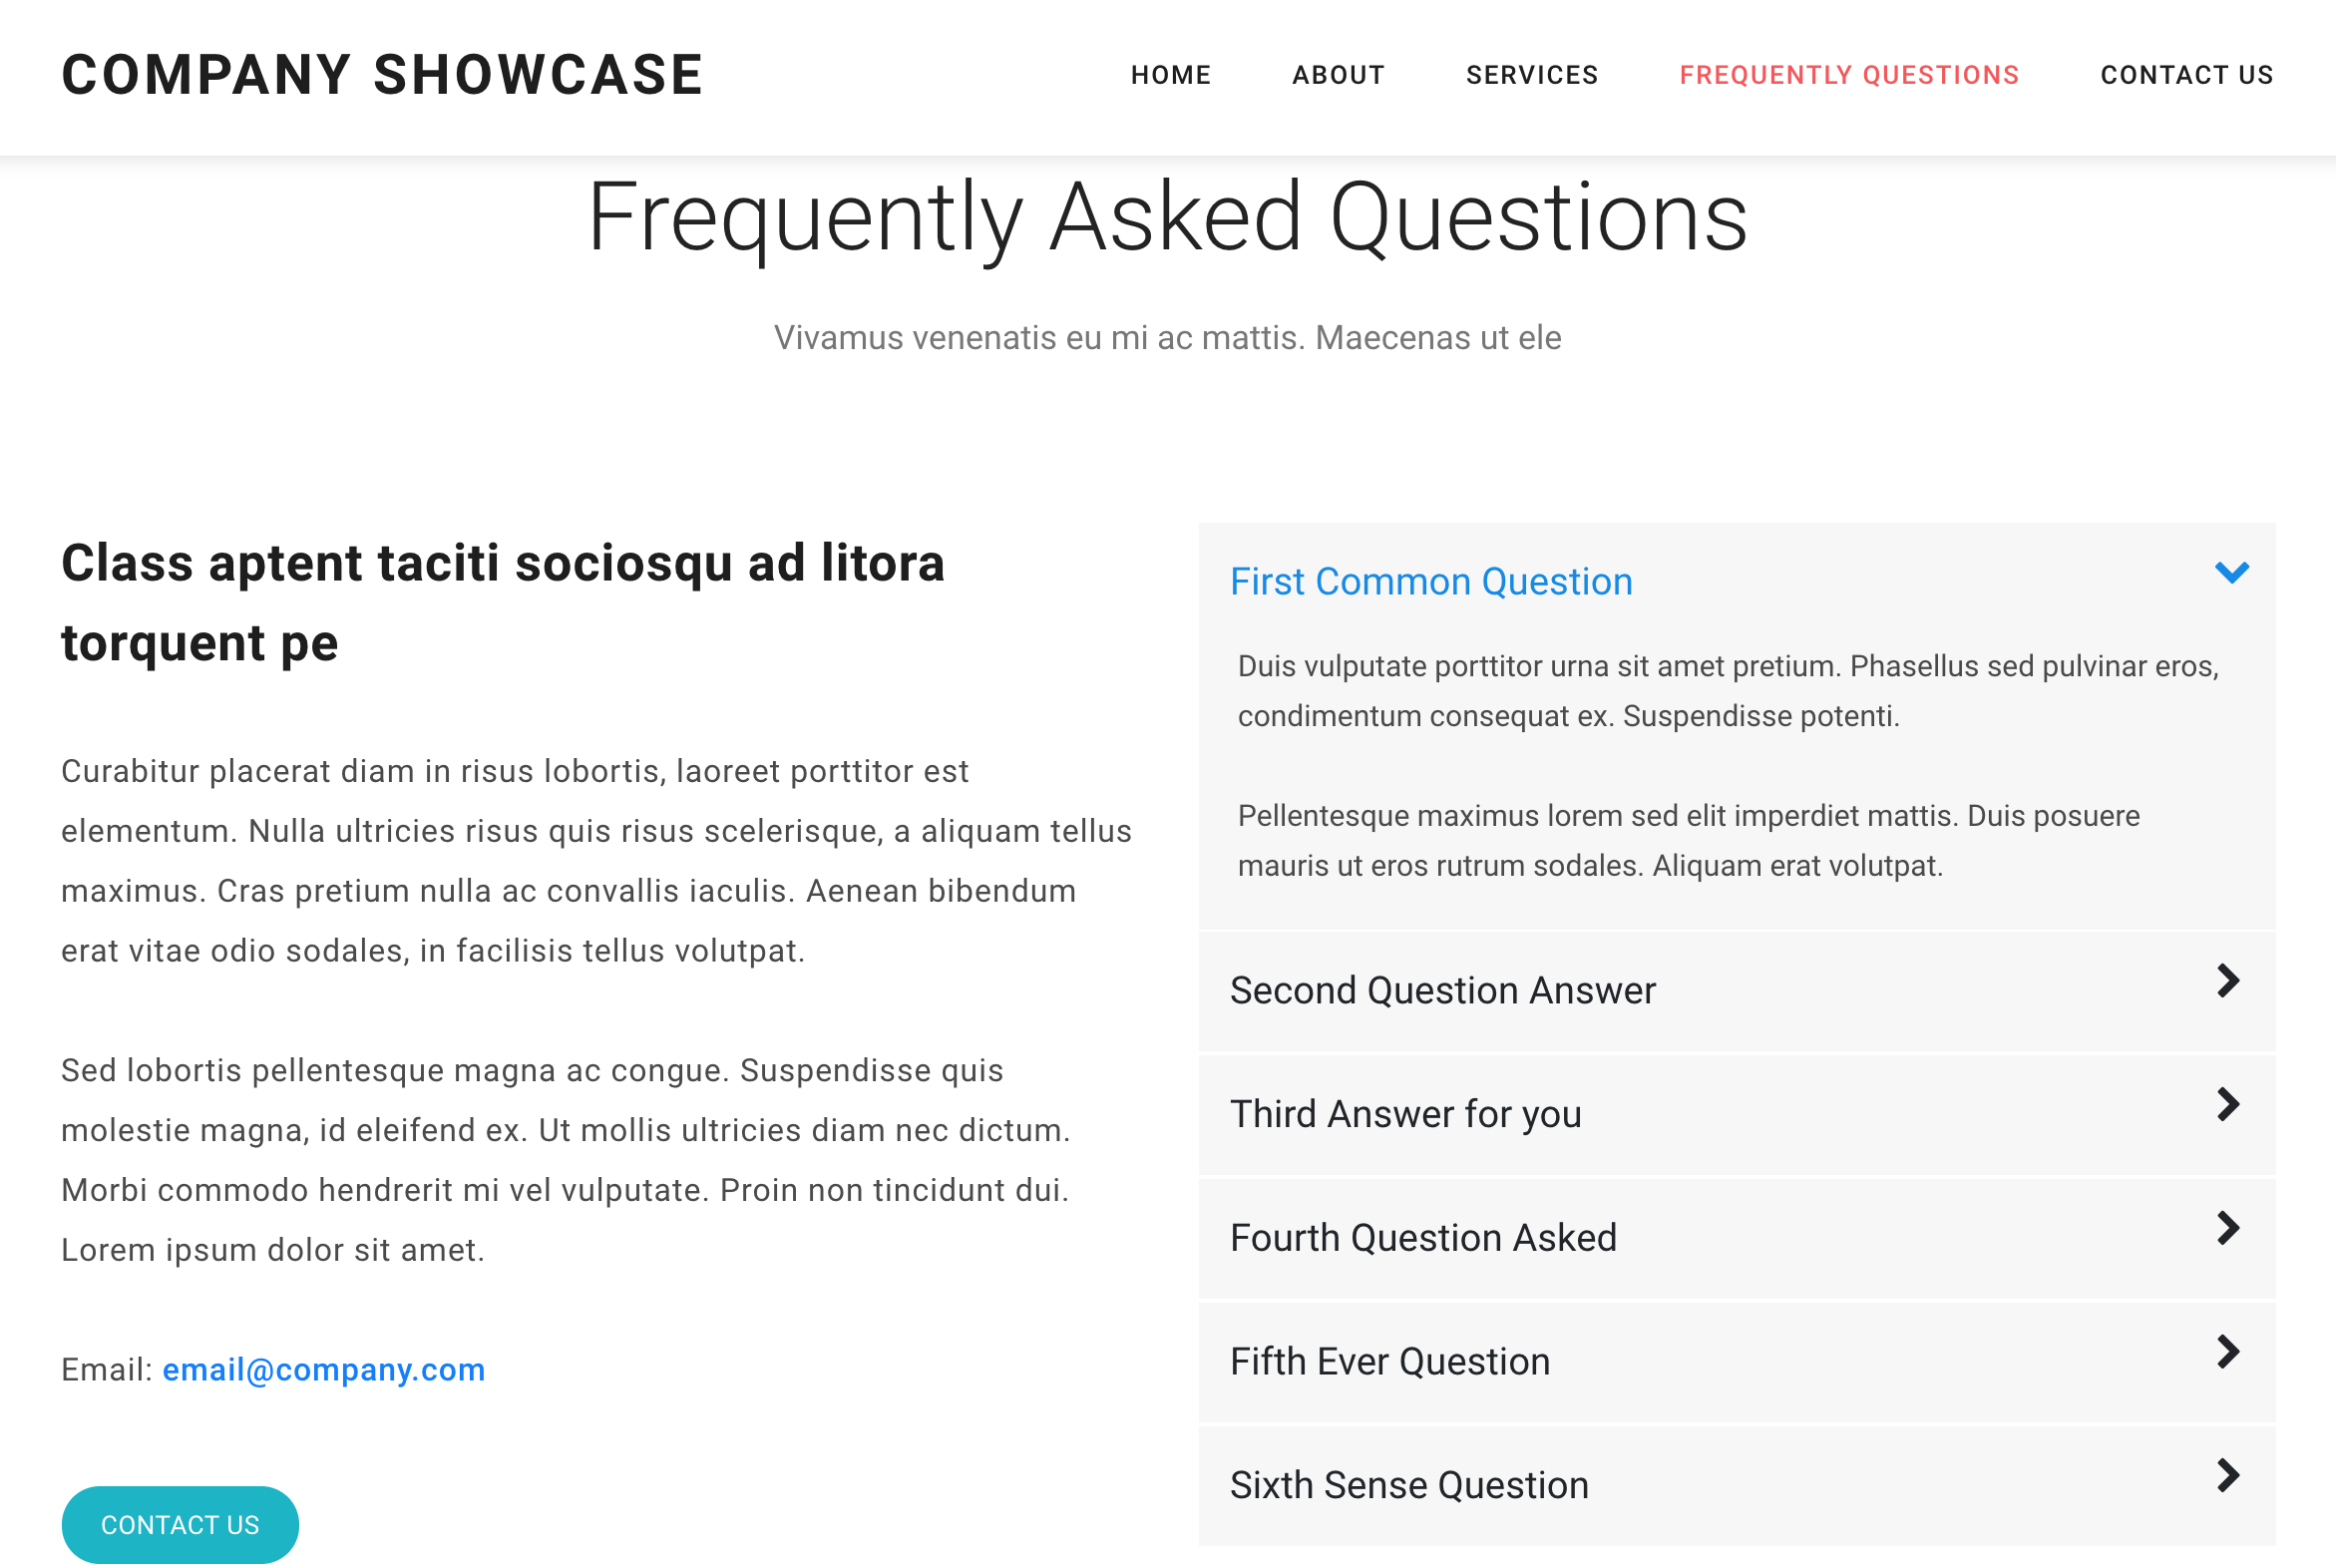 COMPANY SHOWCASE
HOME
ABOUT
SERVICES
FREQUENTLY QUESTIONS
CONTACT US
Frequently Asked Questions
Vivamus venenatis eu mi ac mattis. Maecenas ut ele
Class aptent taciti sociosqu ad litora
torquent pe
Curabitur placerat diam in risus lobortis, laoreet porttitor est
elementum. Nulla ultricies risus quis risus scelerisque, a aliquam tellus
maximus. Cras pretium nulla ac convallis iaculis. Aenean bibendum
erat vitae odio sodales, in facilisis tellus volutpat.
Sed lobortis pellentesque magna ac congue. Suspendisse quis
molestie magna, id eleifend ex. Ut mollis ultricies diam nec dictum.
Morbi commodo hendrerit mi vel vulputate. Proin non tincidunt dui.
Lorem ipsum dolor sit amet.
Email: email@company.com
CONTACT US
First Common Question
Duis vulputate porttitor urna sit amet pretium. Phasellus sed pulvinar eros,
condimentum consequat ex. Suspendisse potenti.
Pellentesque maximus lorem sed elit imperdiet mattis. Duis posuere
mauris ut eros rutrum sodales. Aliquam erat volutpat.
Second Question Answer
Third Answer for you
Fourth Question Asked
Fifth Ever Question
Sixth Sense Question